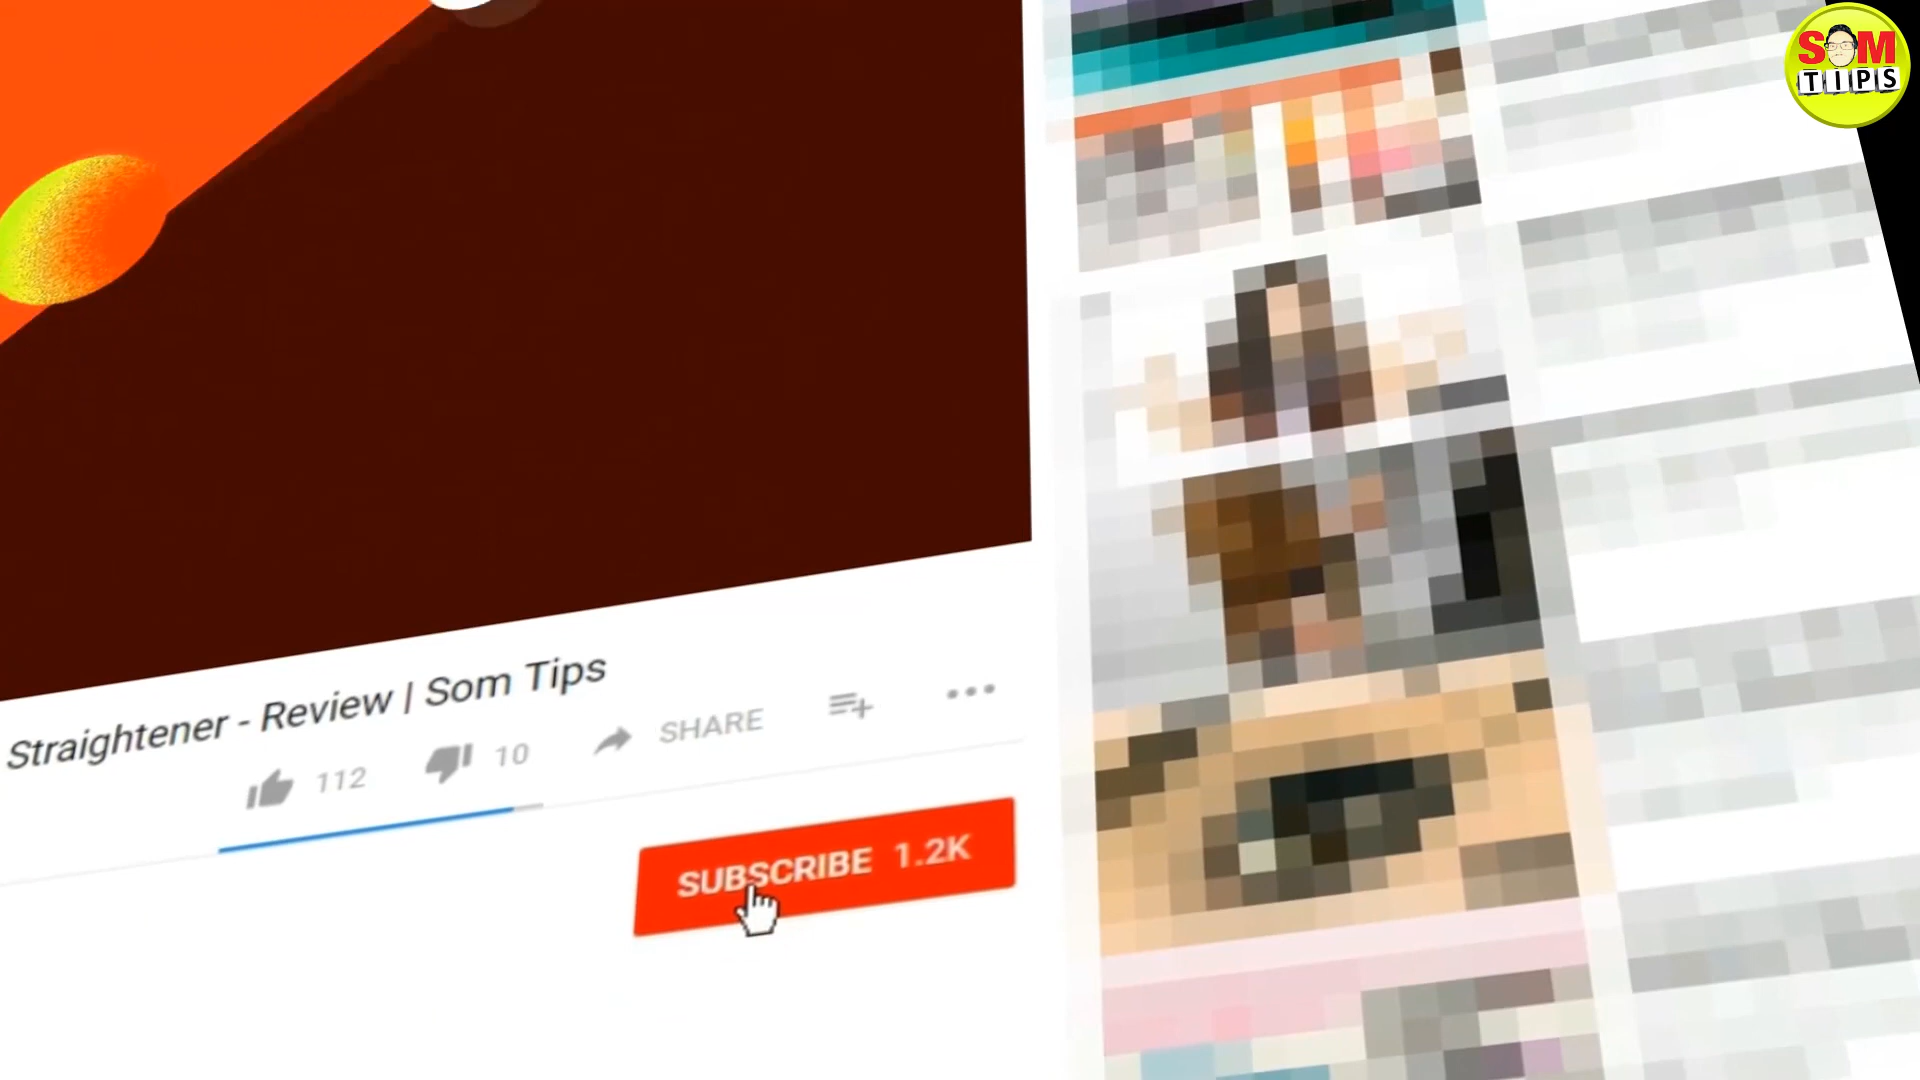 SOM
TIPS
Straightener - Review | Som Tips
112
10
SHARE
SUBSCRIBE 1.2K